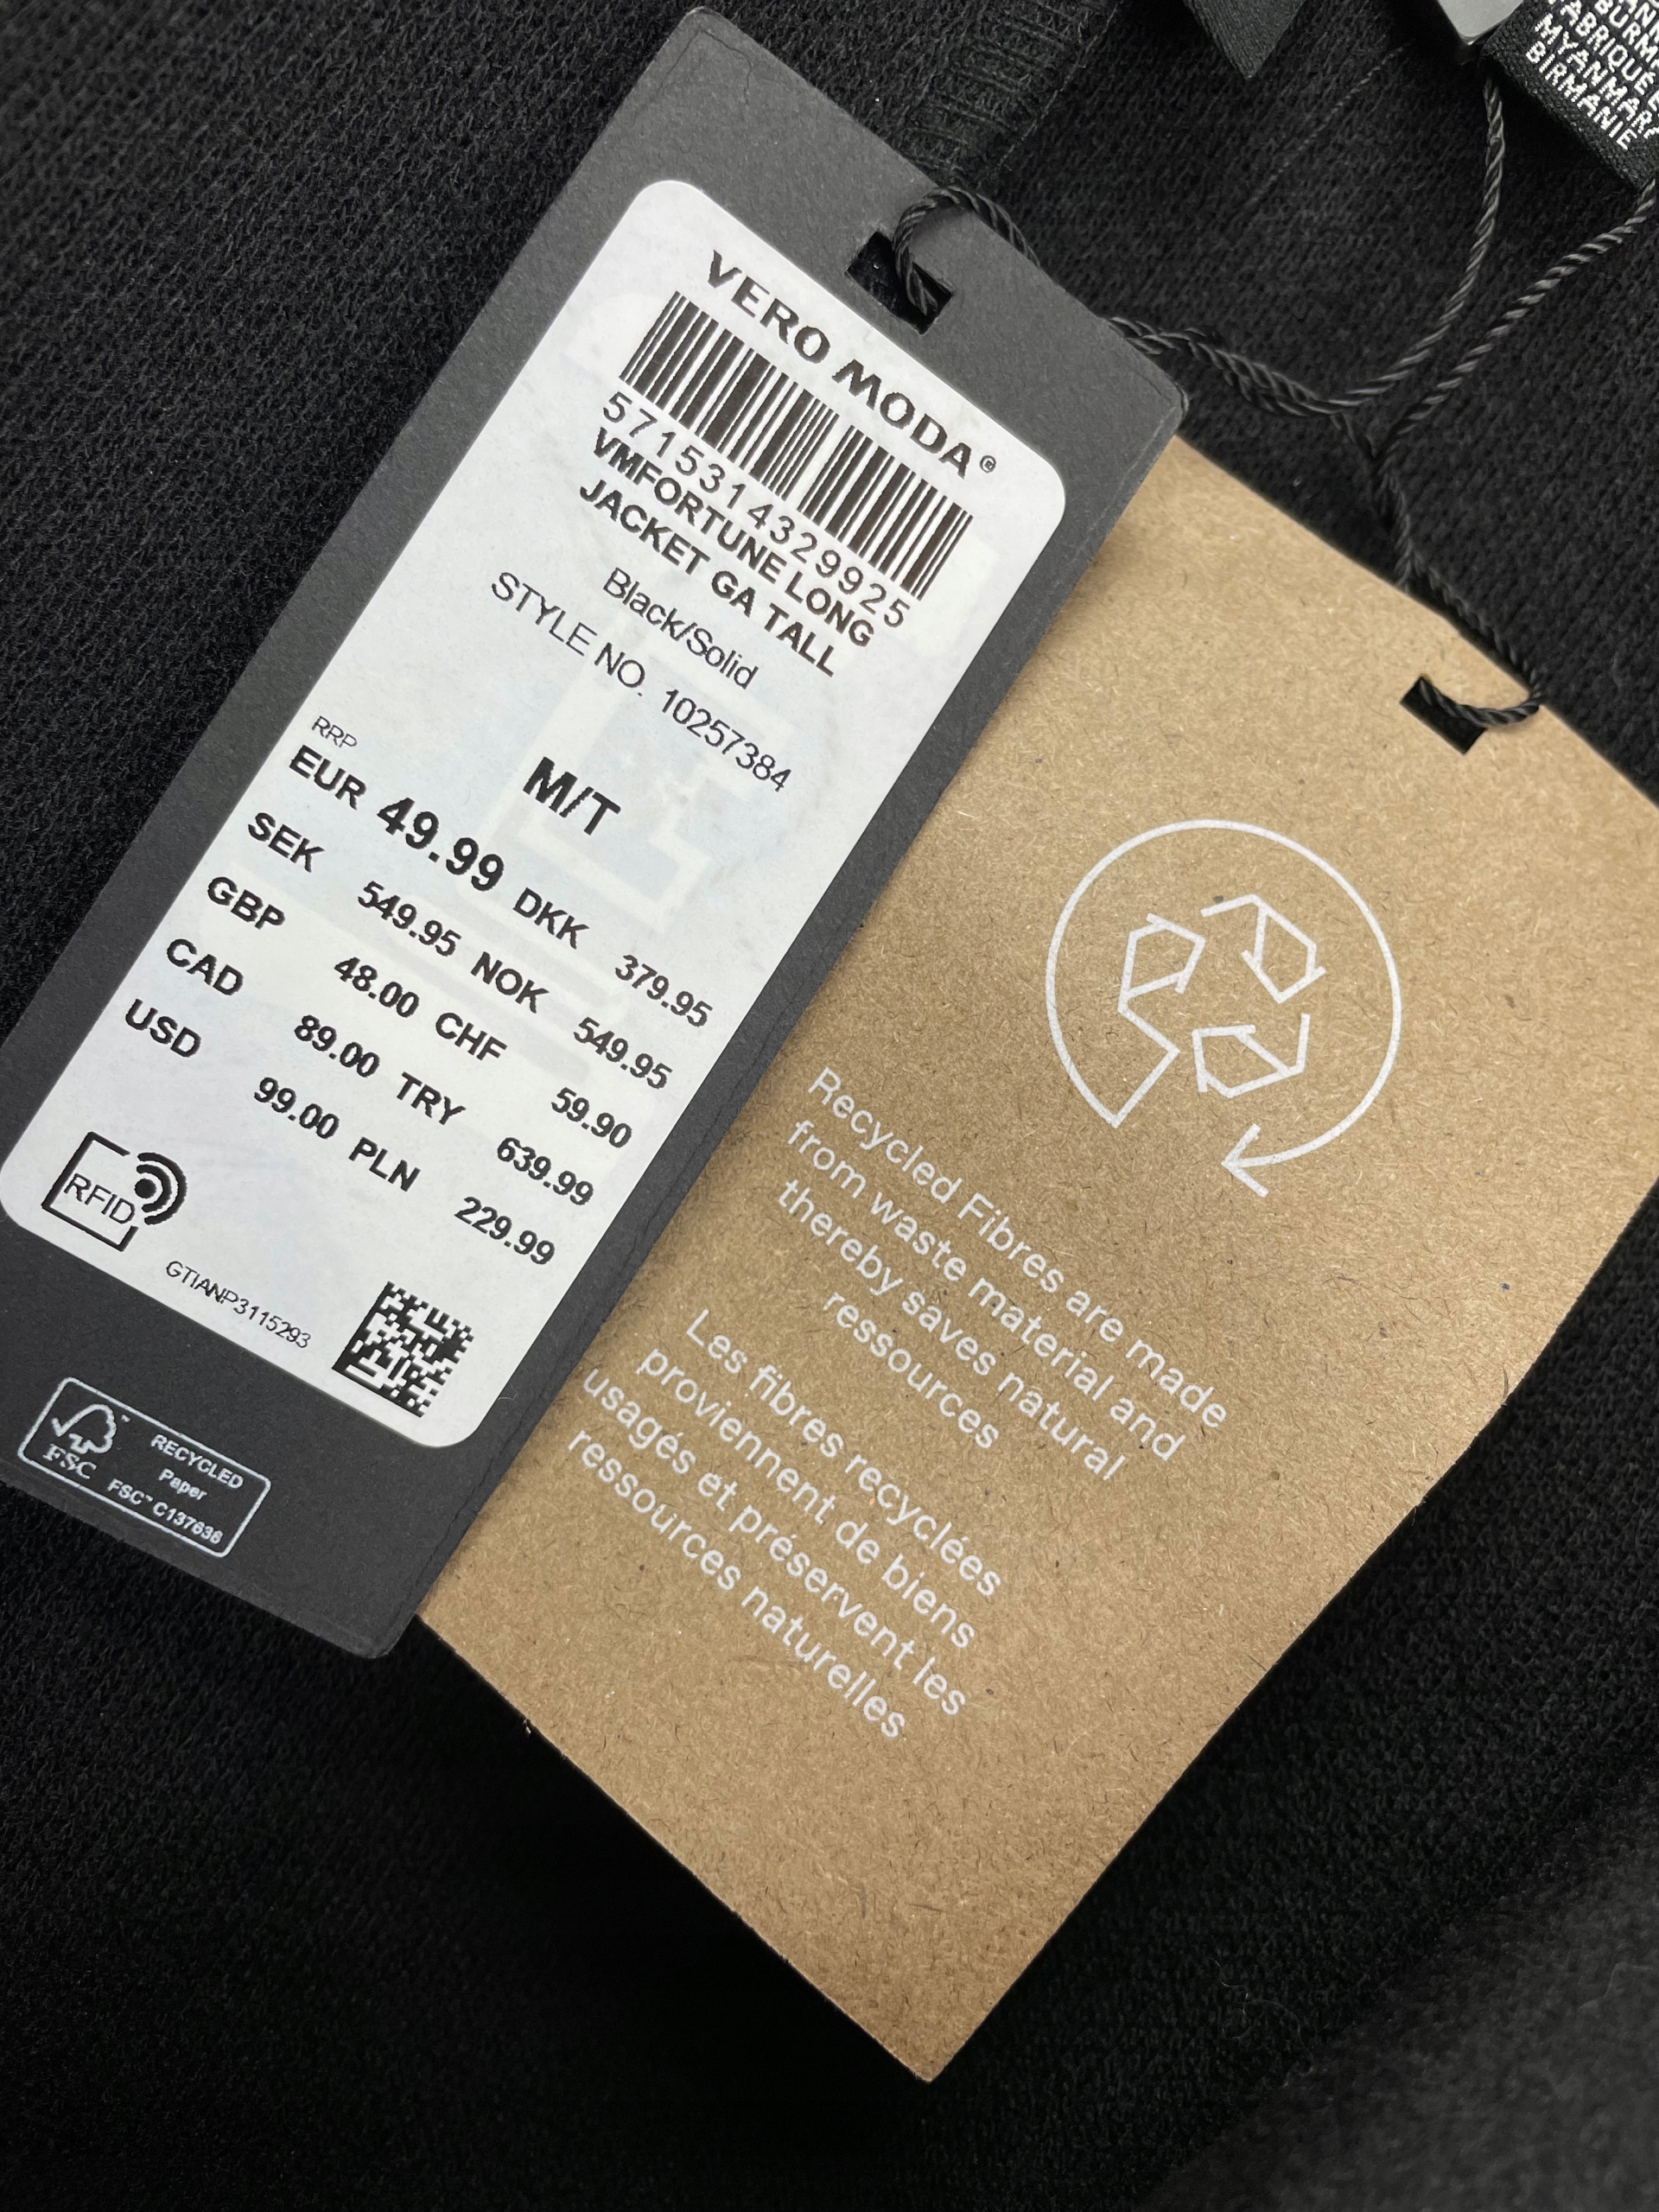 VERO MODA®
5715314329925
VMFORTUNE LONG
JACKET GA TALL
Black/Solid
STYLE NO. 10257384
M/T
RRP
EUR 49.99 DKK 379.95
SEK 549.95 NOK 549.95
GBP 48.00 CHF 59.90
CAD 89.00 TRY 639.99
USD 99.00 PLN 229.99
RFID
GTIANP3115293
FSC™
RECYCLED
Paper
FSC™ C137636
Recycled Fibres are made
from waste material and
thereby saves natural
ressources
Les fibres recyclées
proviennent de biens
usagés et préservent les
ressources naturelles
BIRMANIE